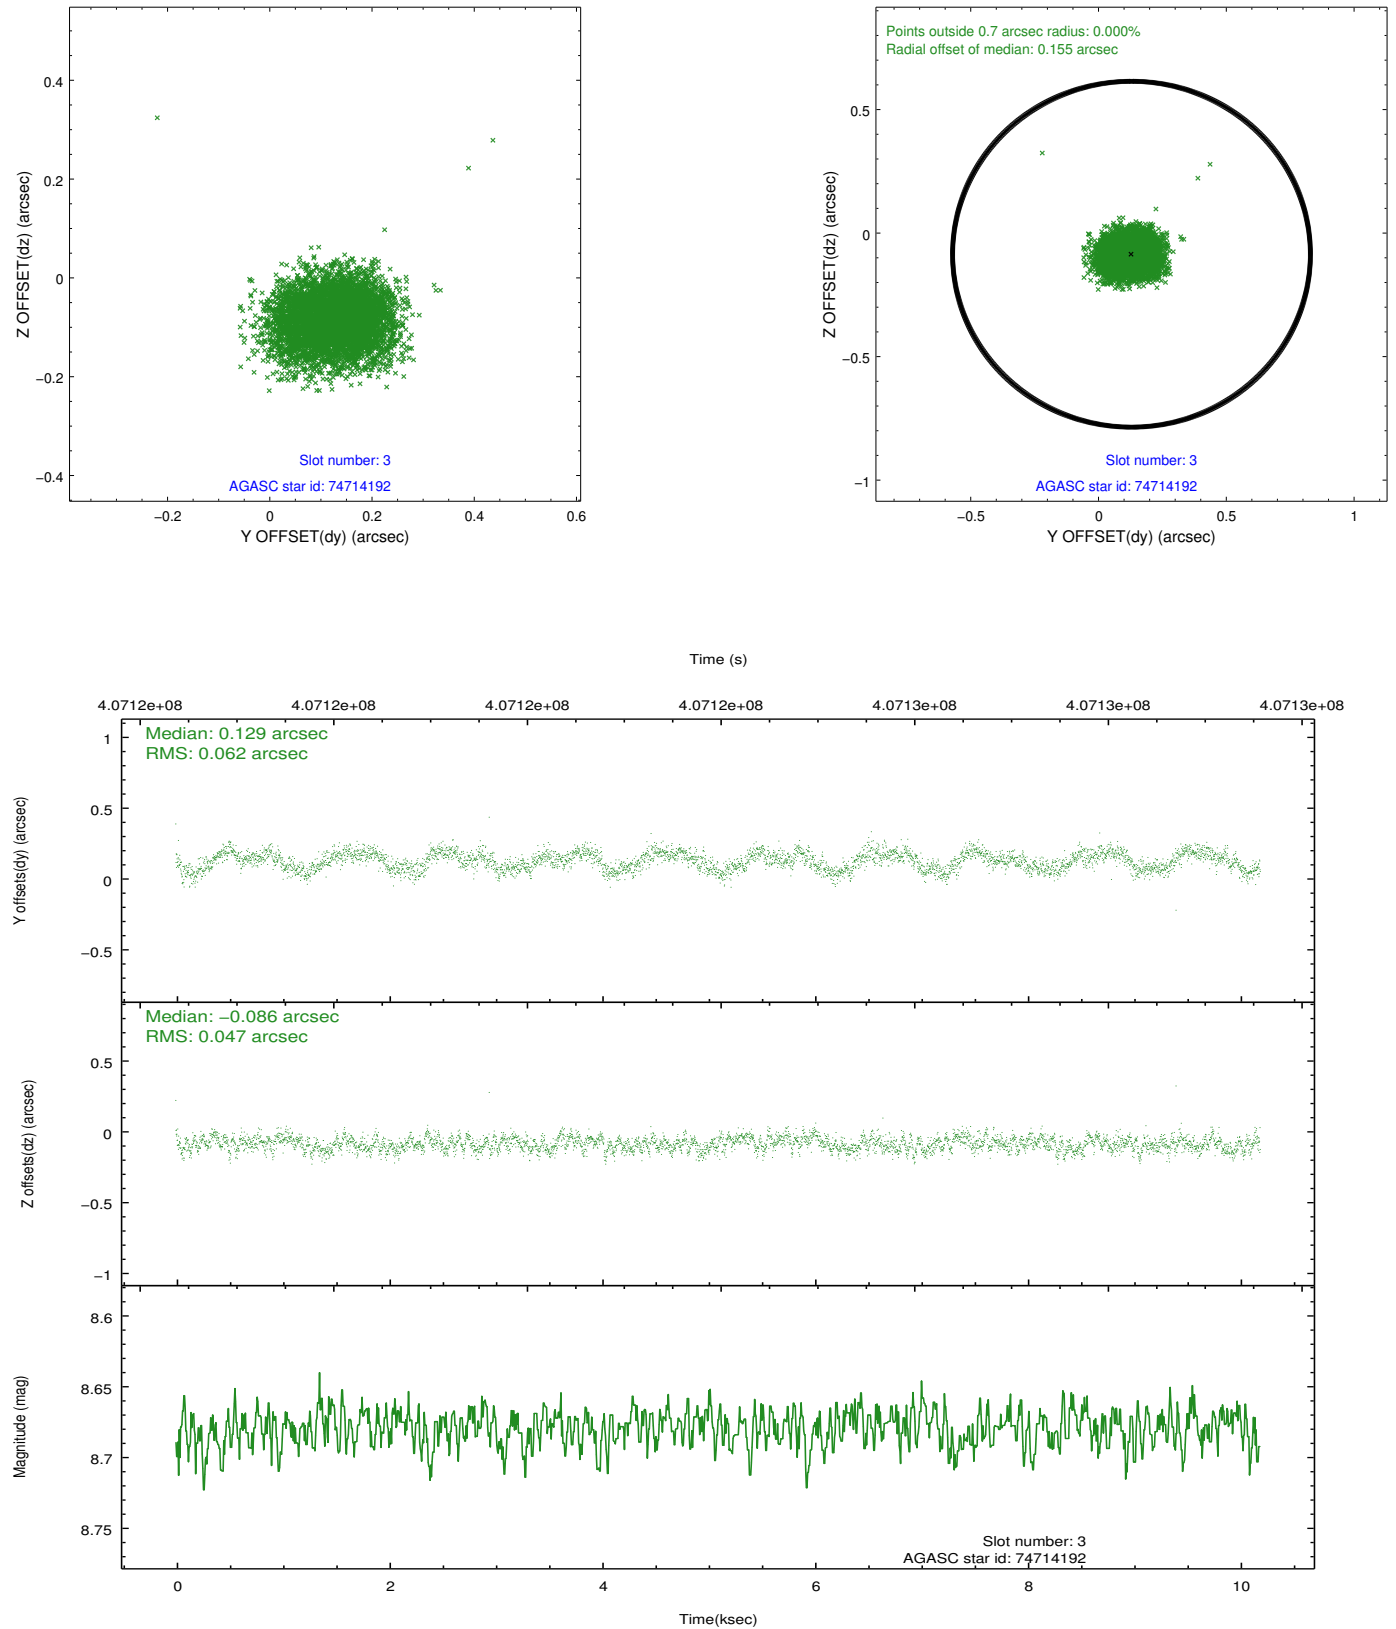 0.4
0.2
0
−0.2
−0.4
Z OFFSET(dz) (arcsec)
Slot number: 3
AGASC star id: 74714192
−0.2 0 0.2 0.4 0.6
Y OFFSET(dy) (arcsec)
Points outside 0.7 arcsec radius: 0.000%
Radial offset of median: 0.155 arcsec
0.5
0
−0.5
−1
Z OFFSET(dz) (arcsec)
Slot number: 3
AGASC star id: 74714192
−0.5 0 0.5 1
Y OFFSET(dy) (arcsec)
Time (s)
4.0712e+08 4.0712e+08 4.0712e+08 4.0712e+08 4.0713e+08 4.0713e+08 4.0713e+08
Median: 0.129 arcsec
RMS: 0.062 arcsec
1
0.5
0
−0.5
Y offsets(dy) (arcsec)
Median: −0.086 arcsec
RMS: 0.047 arcsec
0.5
0
−0.5
−1
Z offsets(dz) (arcsec)
8.6
8.65
8.7
8.75
Magnitude (mag)
Slot number: 3
AGASC star id: 74714192
0 2 4 6 8 10
Time(ksec)